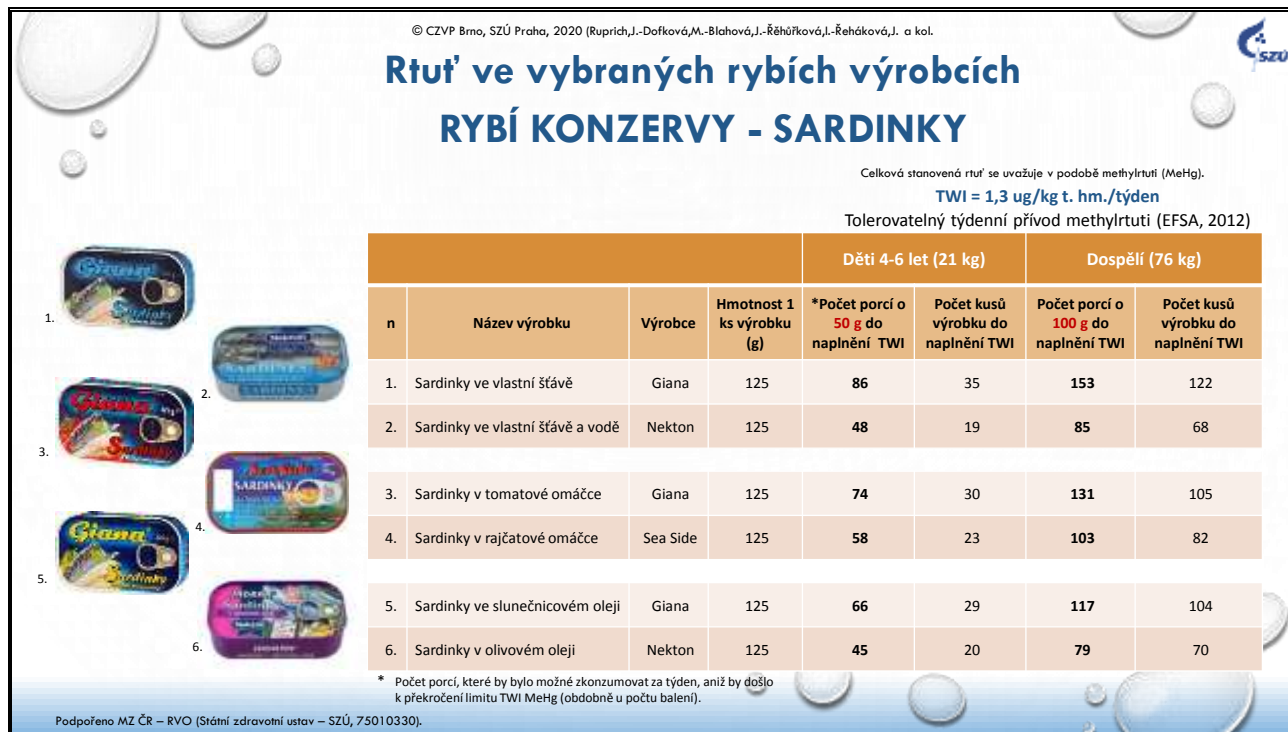 © CZVP Brno, SZÚ Praha, 2020 (Ruprich,J.-Dofková,M.-Blahová,J.-Řěhůřková,I.-Řeháková,J. a kol.
SZÚ
Rtuť ve vybraných rybích výrobcích
RYBÍ KONZERVY - SARDINKY
Celková stanovená rtuť se uvažuje v podobě methylrtuti (MeHg).
TWI = 1,3 ug/kg t. hm./týden
Tolerovatelný týdenní přívod methylrtuti (EFSA, 2012)
Děti 4-6 let (21 kg) Dospělí (76 kg)
n Název výrobku Výrobce Hmotnost 1 ks výrobku (g) *Počet porcí o 50 g do naplnění TWI Počet kusů výrobku do naplnění TWI Počet porcí o 100 g do naplnění TWI Počet kusů výrobku do naplnění TWI
1. Sardinky ve vlastní šťávě Giana 125 86 35 153 122
2. Sardinky ve vlastní šťávě a vodě Nekton 125 48 19 85 68
3. Sardinky v tomatové omáčce Giana 125 74 30 131 105
4. Sardinky v rajčatové omáčce Sea Side 125 58 23 103 82
5. Sardinky ve slunečnicovém oleji Giana 125 66 29 117 104
6. Sardinky v olivovém oleji Nekton 125 45 20 79 70
* Počet porcí, které by bylo možné zkonzumovat za týden, aniž by došlo
k překročení limitu TWI MeHg (obdobně u počtu balení).
1.
Giana
Sardinky
2.
SARDINKY
3.
Giana
Sardinky
4.
SARDINKY
5.
Giana
Sardinky
6.
Podpořeno MZ ČR – RVO (Státní zdravotní ustav – SZÚ, 75010330).